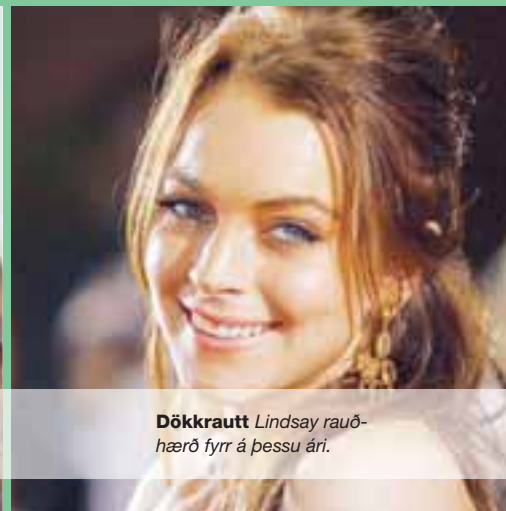 Dökkrautt Lindsay rauð-
hærð fyrr á þessu ári.